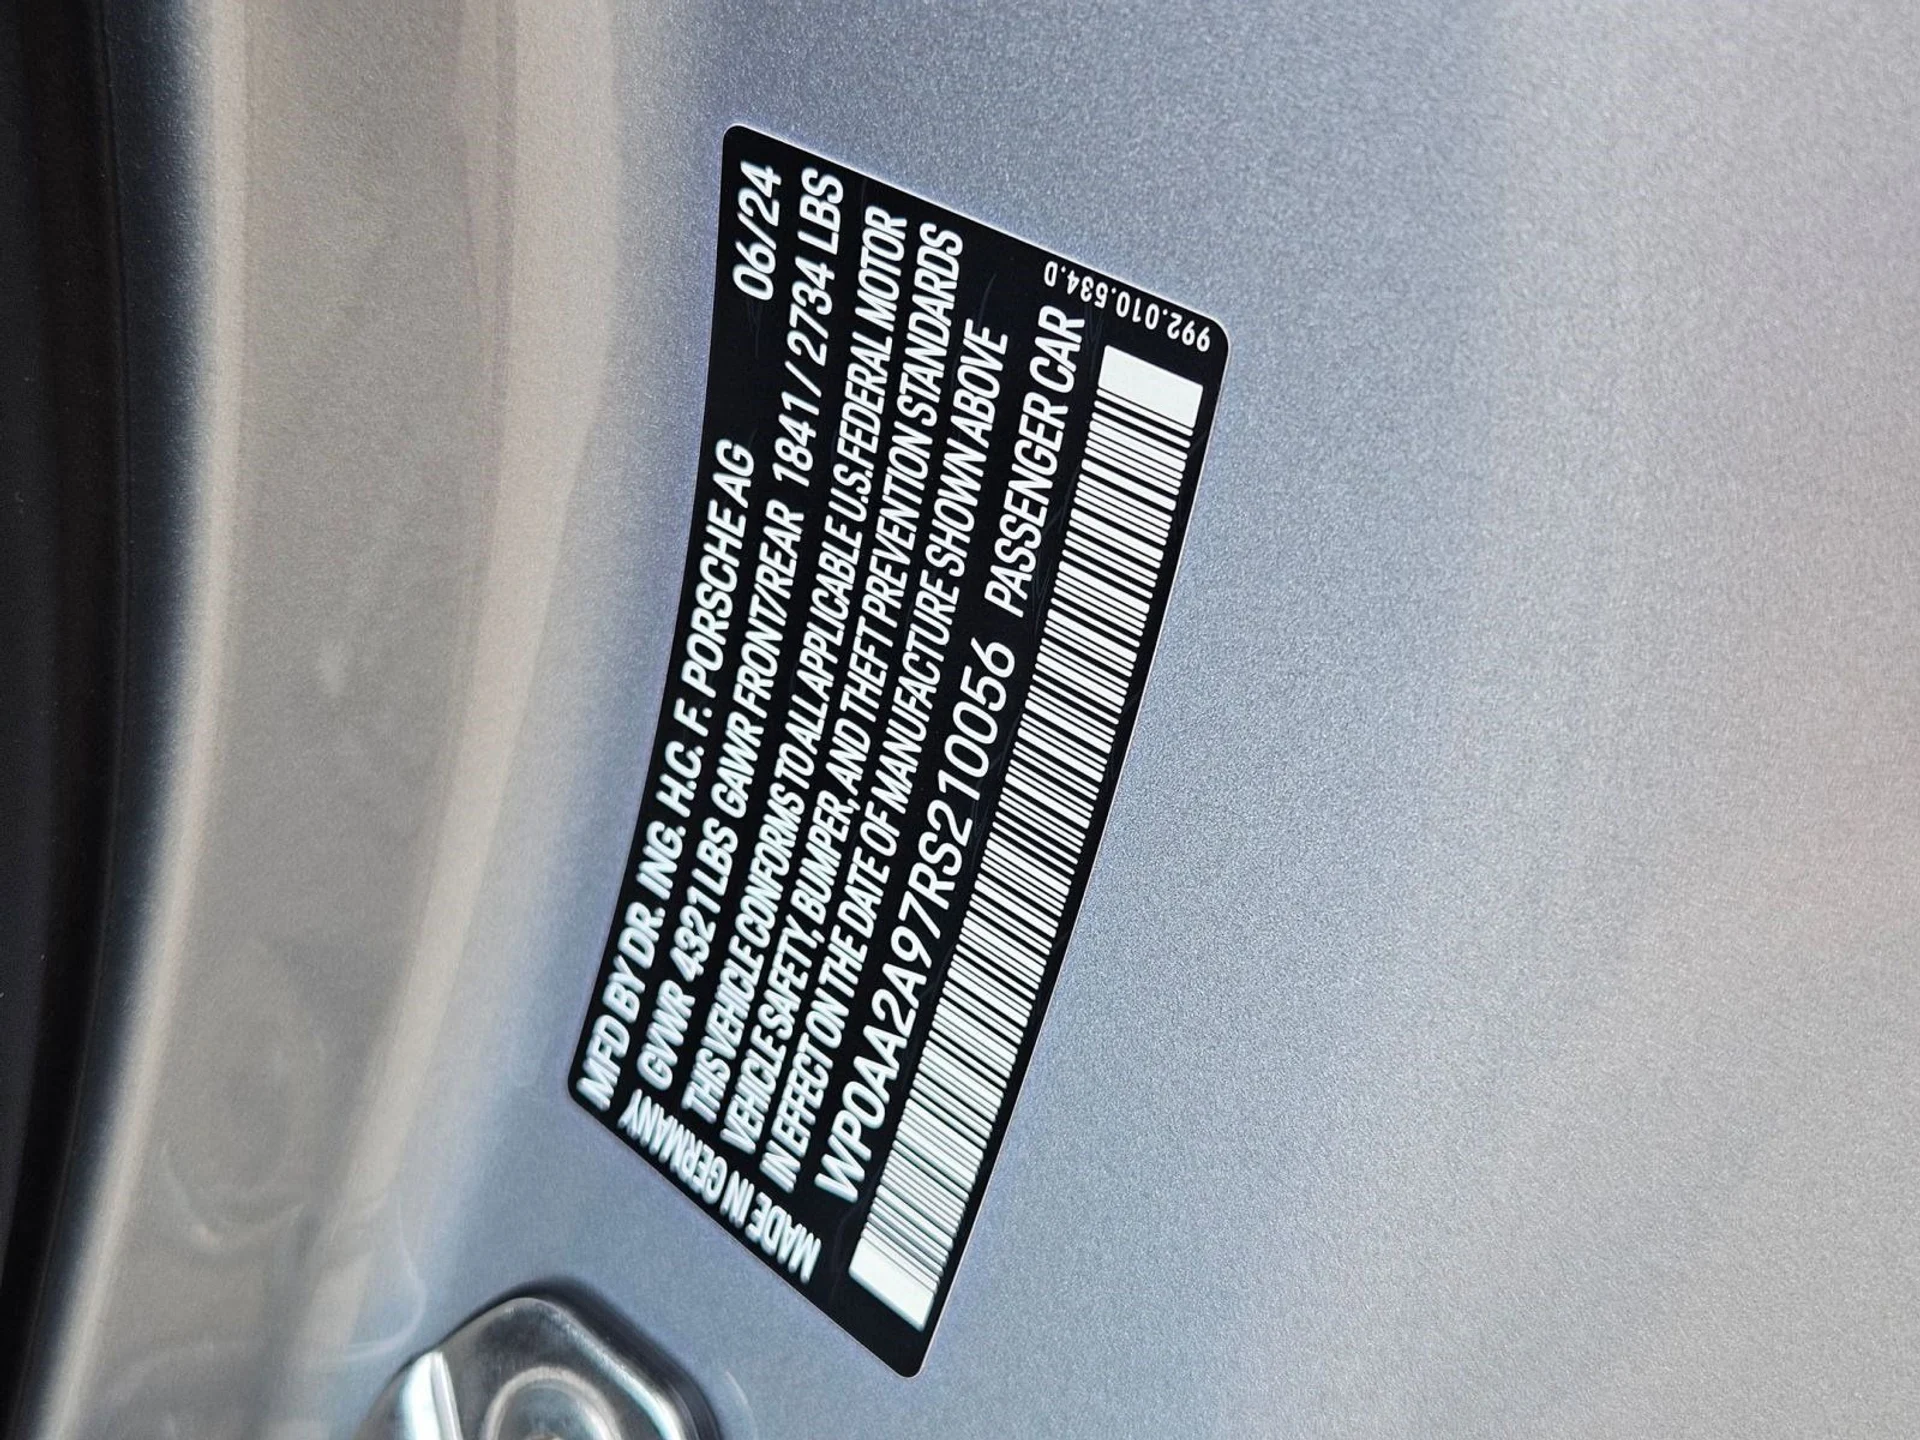 MFD BY DR. ING. H.C. F. PORSCHE AG 06/24
GVWR 4321 LBS GAWR FRONT/REAR 1841/2734 LBS
THIS VEHICLE CONFORMS TO ALL APPLICABLE U.S. FEDERAL MOTOR
VEHICLE SAFETY, BUMPER, AND THEFT PREVENTION STANDARDS
IN EFFECT ON THE DATE OF MANUFACTURE SHOWN ABOVE
WP0AA2A97RS210056 PASSENGER CAR
MADE IN GERMANY
992.010.534.D